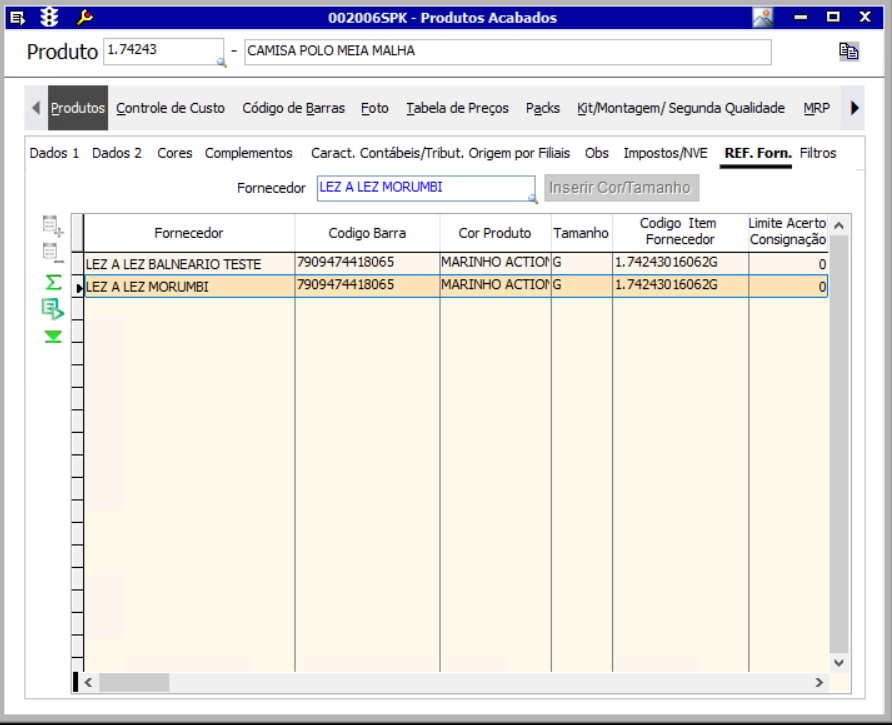 002006SPK - Produtos Acabados
Produto 1.74243 - CAMISA POLO MEIA MALHA
Produtos Controle de Custo Código de Barras Foto Tabela de Preços Packs Kit/Montagem/ Segunda Qualidade MRP
Dados 1 Dados 2 Cores Complementos Caract. Contábeis/Tribut. Origem por Filiais Obs Impostos/NVE REF. Forn. Filtros
Fornecedor LEZ A LEZ MORUMBI Inserir Cor/Tamanho
Fornecedor Codigo Barra Cor Produto Tamanho Codigo Item Fornecedor Limite Acerto Consignação
LEZ A LEZ BALNEARIO TESTE 7909474418065 MARINHO ACTION G 1.74243016062G 0
LEZ A LEZ MORUMBI 7909474418065 MARINHO ACTION G 1.74243016062G 0